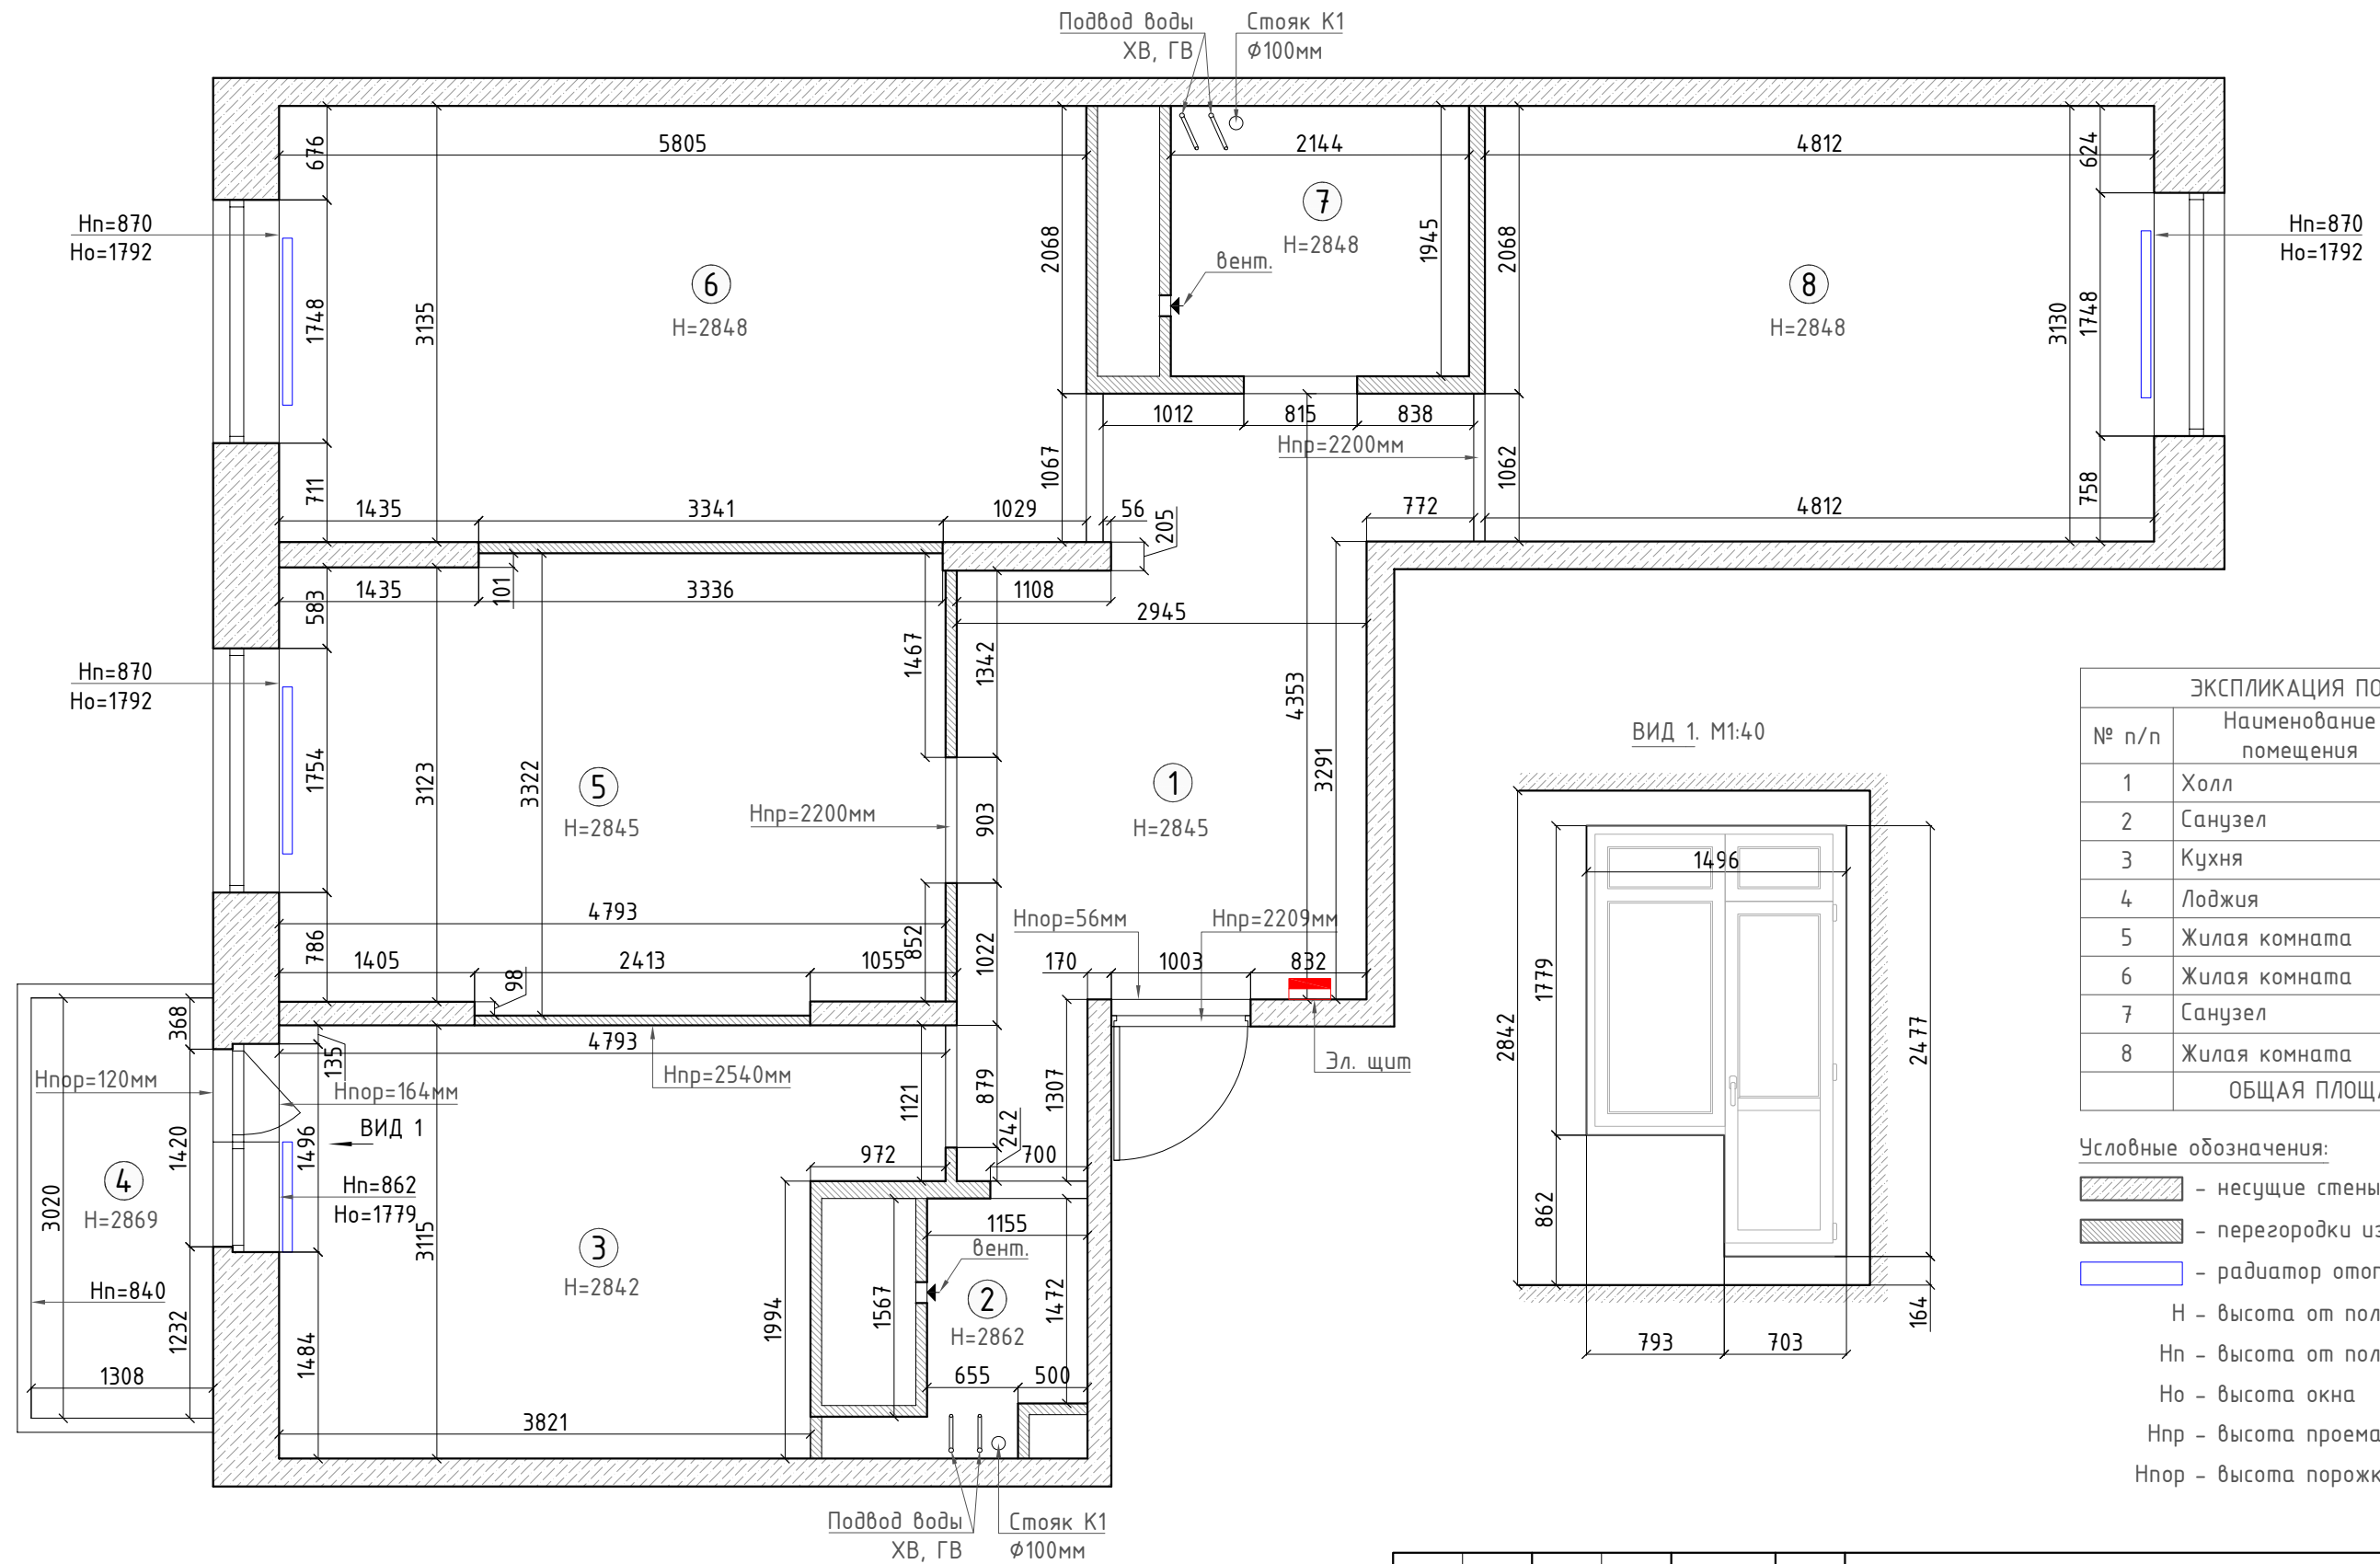 Подвод воды
ХВ, ГВ
Стояк К1
Ф100мм
676
5805
2144
4812
624
Нп=870
Но=1792
7
Н=2848
вент.
2068
1945
2068
Нп=870
Но=1792
6
Н=2848
8
Н=2848
1748
3135
3130
1748
1012
815
838
Нпр=2200мм
711
1067
1062
758
1435
3341
1029
56
205
772
4812
583
1435
101
3336
1108
2945
1467
1342
Нп=870
Но=1792
1754
3123
3322
5
Н=2845
Нпр=2200мм
903
1
Н=2845
4353
3291
4793
852
1022
786
1405
98
2413
1055
Нпор=56мм
Нпр=2209мм
170
1003
832
Эл. щит
368
135
4793
Нпр=2540мм
Нпор=120мм
Нпор=164мм
ВИД 1
1121
879
242
1307
1420
1496
972
700
4
Н=2869
3020
Нп=862
Но=1779
3115
3
Н=2842
1155
вент.
2
Н=2862
1567
1472
1994
Нп=840
1232
1484
1308
655
500
3821
Подвод воды
ХВ, ГВ
Стояк К1
Ф100мм
ВИД 1. М1:40
1496
1779
2842
2477
862
164
793
703
ЭКСПЛИКАЦИЯ ПО
№ п/п
Наименование
помещения
1 Холл
2 Санузел
3 Кухня
4 Лоджия
5 Жилая комната
6 Жилая комната
7 Санузел
8 Жилая комната
ОБЩАЯ ПЛОЩА
Условные обозначения:
- несущие стены
- перегородки из
- радиатор отоп
Н - высота от пол
Нп - высота от пол
Но - высота окна
Нпр - высота проема
Нпор - высота порожк